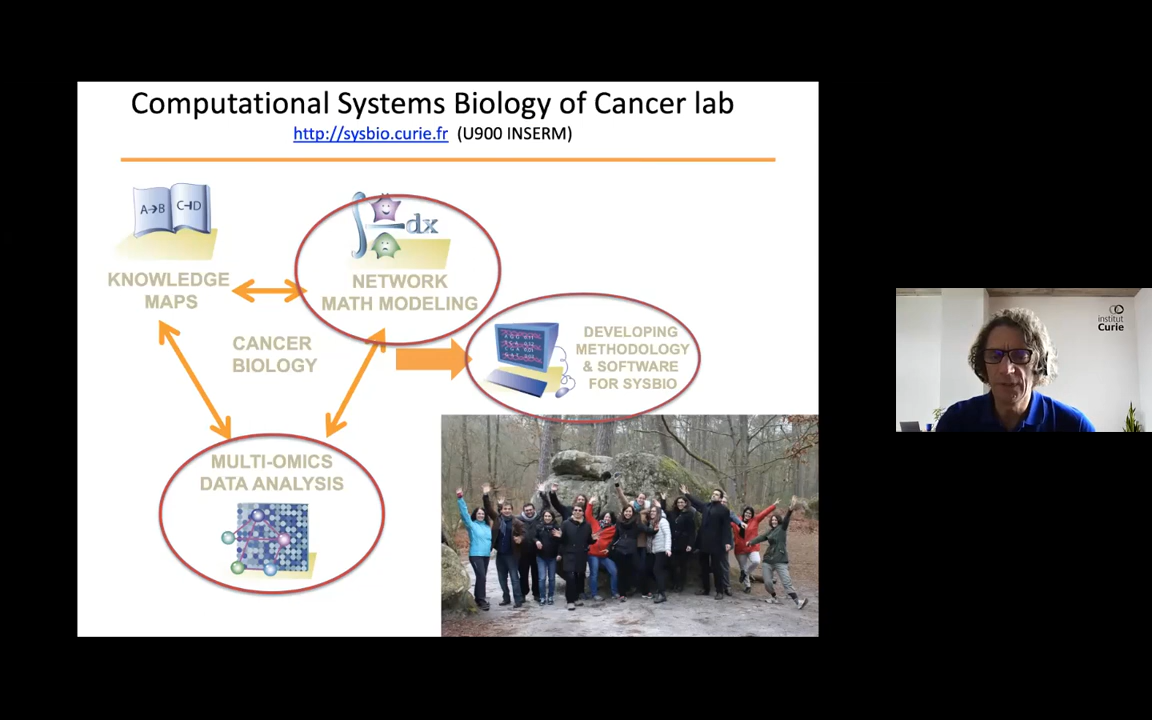 Computational Systems Biology of Cancer lab
http://sysbio.curie.fr (U900 INSERM)
A→B C⊣D
KNOWLEDGE
MAPS
dx
NETWORK
MATH MODELING
CANCER
BIOLOGY
DEVELOPING
METHODOLOGY
& SOFTWARE
FOR SYSBIO
MULTI-OMICS
DATA ANALYSIS
institut
Curie